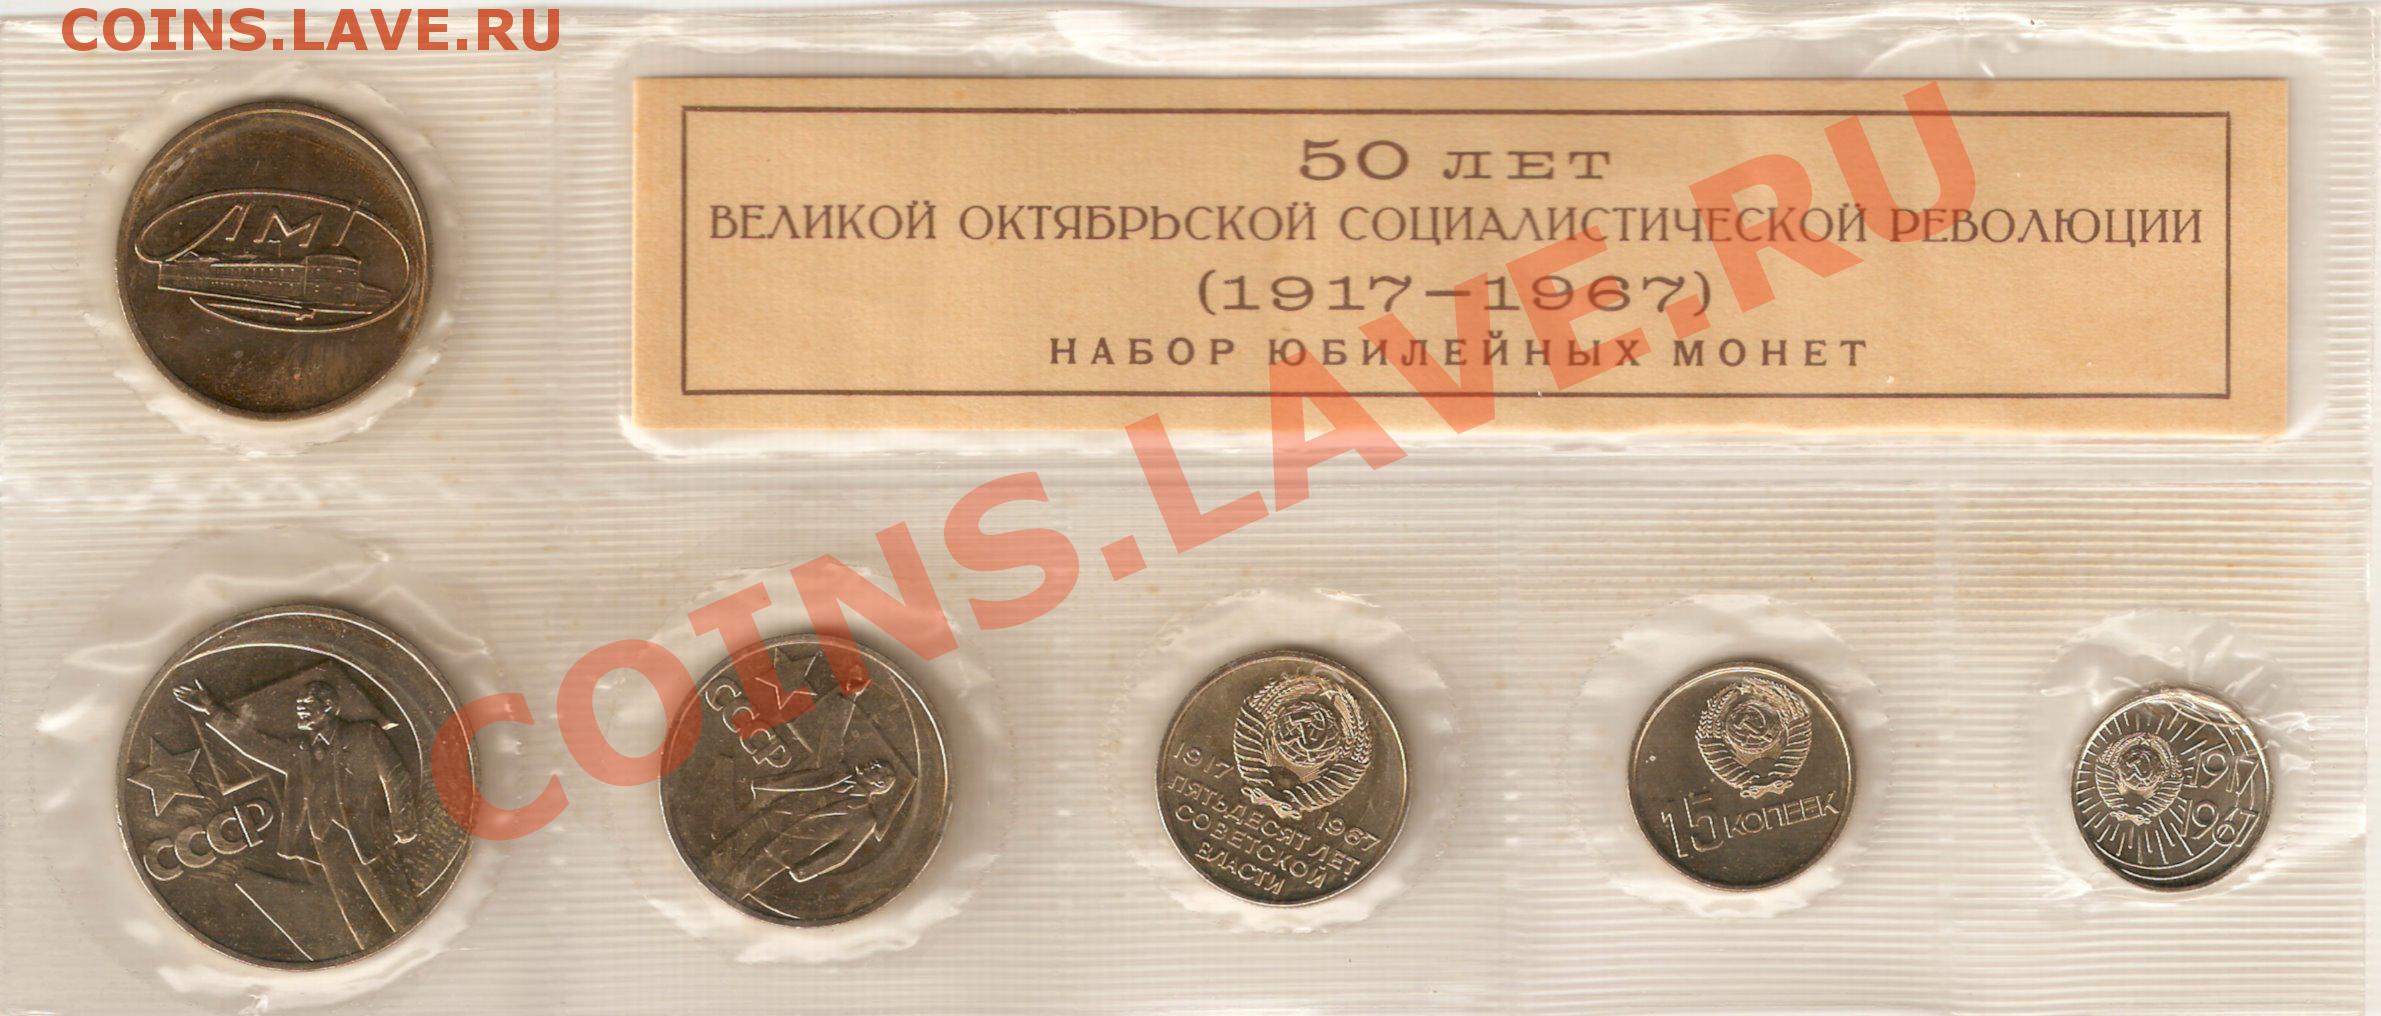 COINS.LAVE.RU
50 ЛЕТ
ВЕЛИКОЙ ОКТЯБРЬСКОЙ СОЦИАЛИСТИЧЕСКОЙ РЕВОЛЮЦИИ
(1917—1967)
НАБОР ЮБИЛЕЙНЫХ МОНЕТ
COINS.LAVE.RU
ЛМД
СССР
СССР
1917
1967
ПЯТЬДЕСЯТ ЛЕТ
СОВЕТСКОЙ
ВЛАСТИ
15 КОПЕЕК
1917
1967